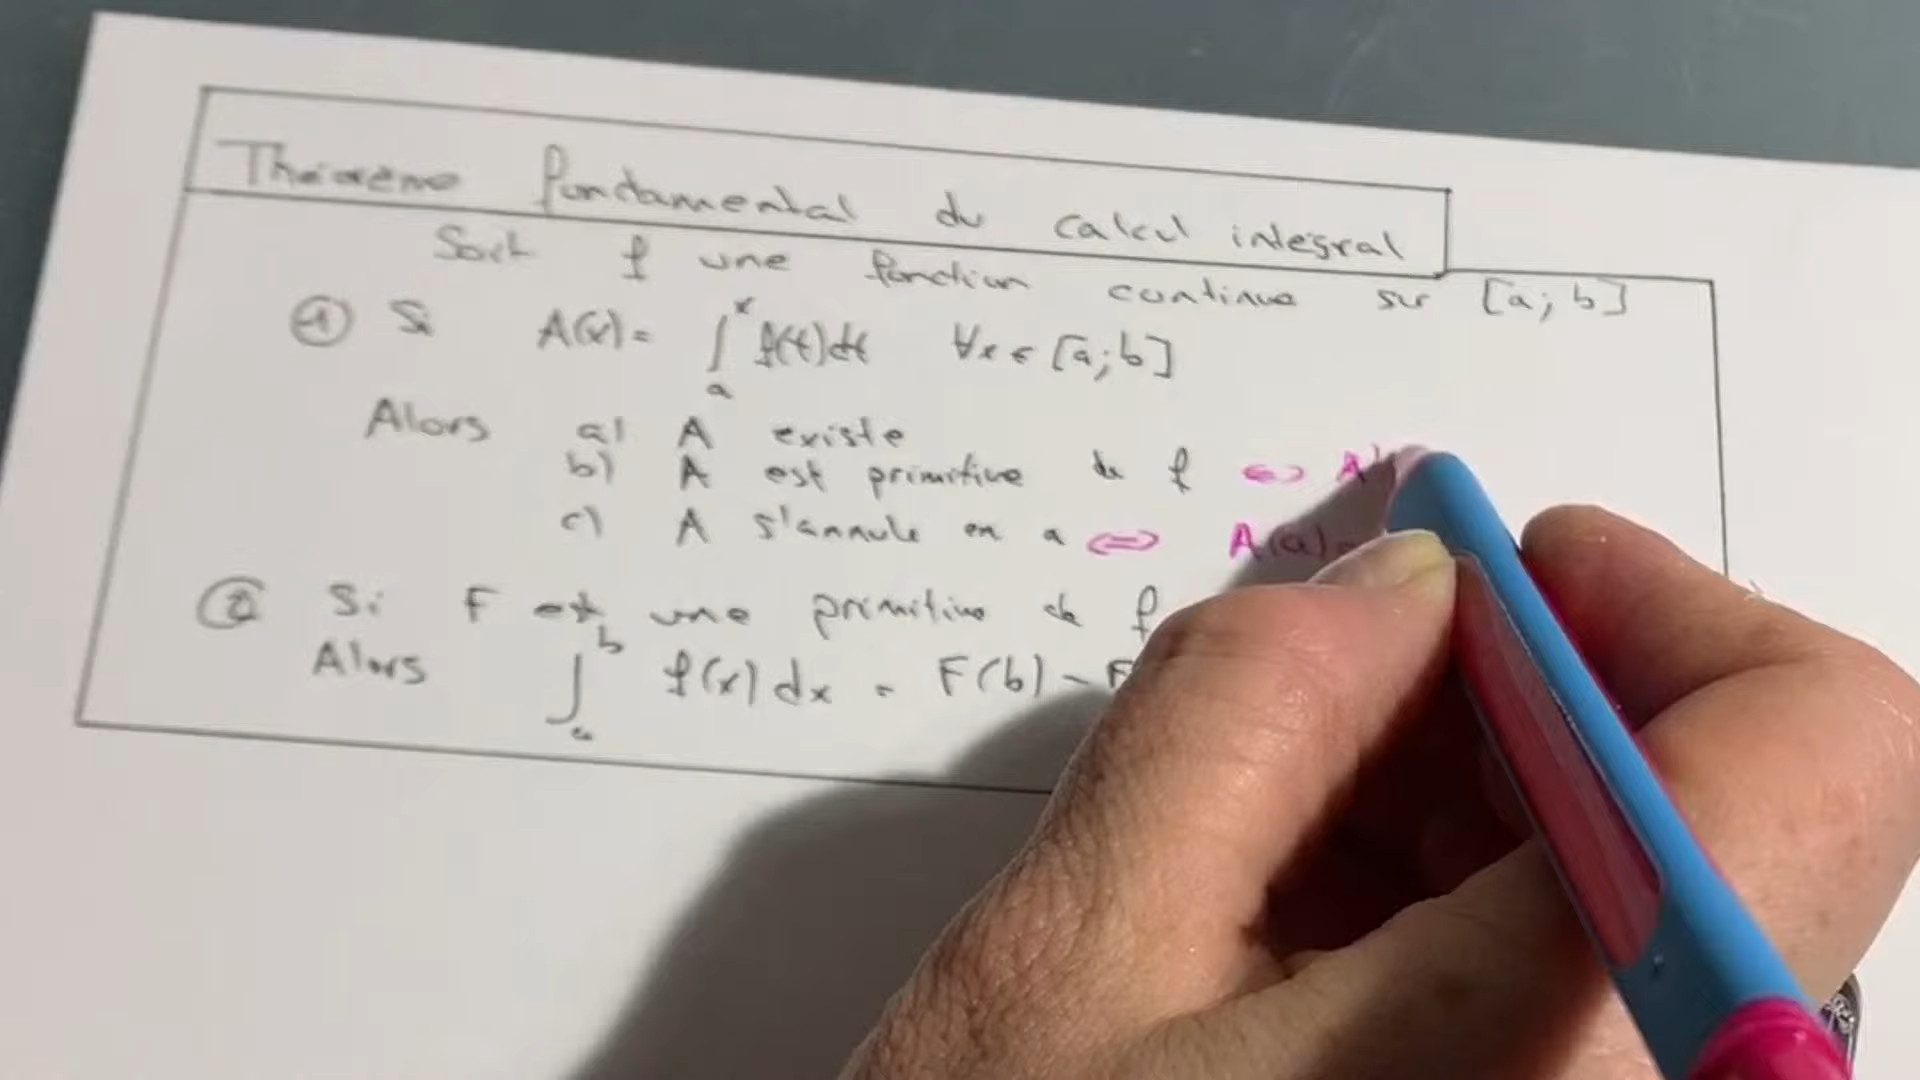 Théorème fondamental du calcul intégral
Soit f une fonction continue sur [a; b]
① Si A(x) = ∫ₐˣ f(t)dt ∀x ∈ [a; b]
Alors a) A existe
b) A est primitive de f ⇔ A'
c) A s'annule en a ⇔ A(a) =
② Si F est une primitive de f
Alors ∫ₐᵇ f(x) dx = F(b) - F